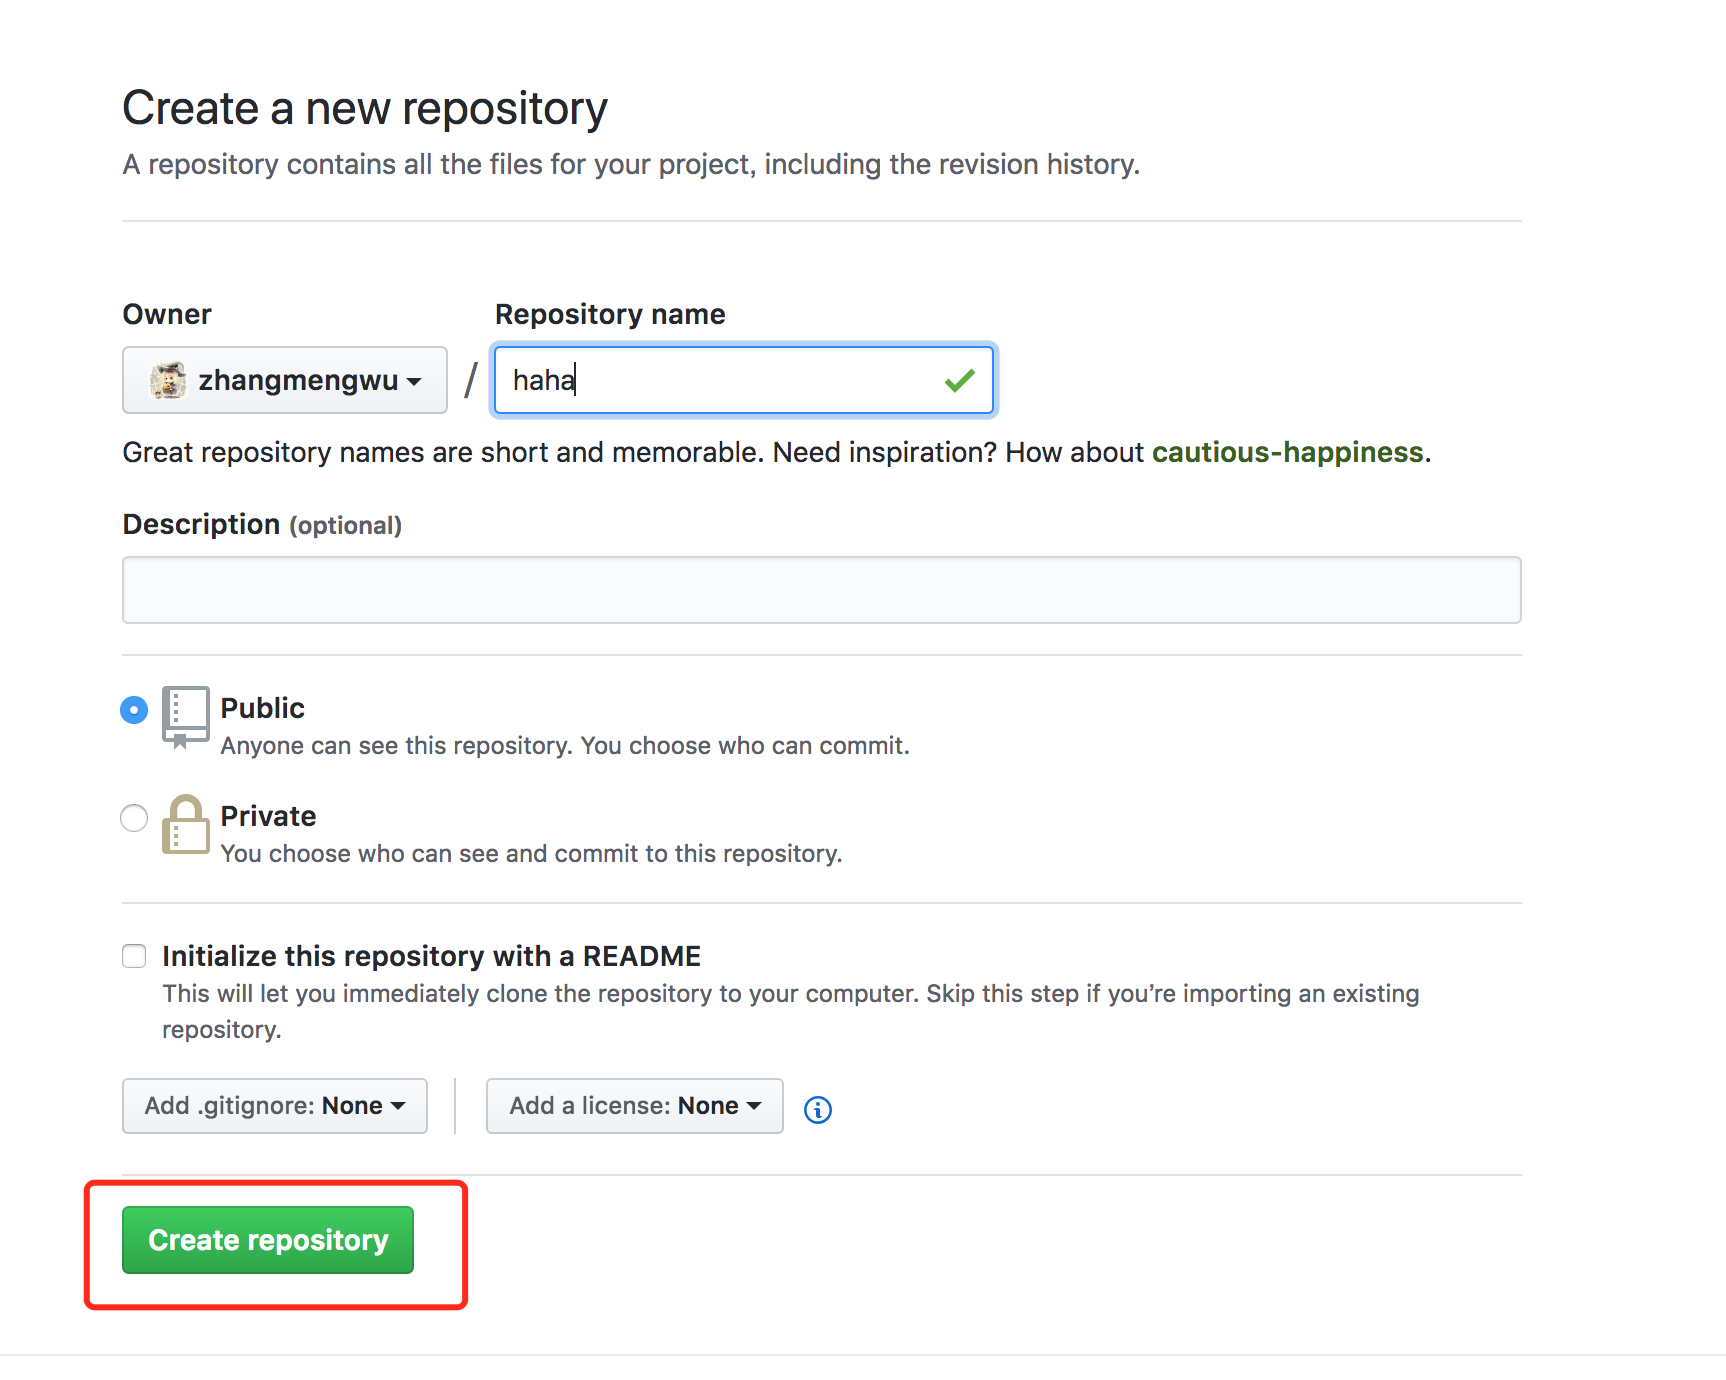 Create a new repository
A repository contains all the files for your project, including the revision history.
Owner
Repository name
zhangmengwu / haha
Great repository names are short and memorable. Need inspiration? How about cautious-happiness.
Description (optional)
Public
Anyone can see this repository. You choose who can commit.
Private
You choose who can see and commit to this repository.
Initialize this repository with a README
This will let you immediately clone the repository to your computer. Skip this step if you’re importing an existing
repository.
Add .gitignore: None
Add a license: None
Create repository